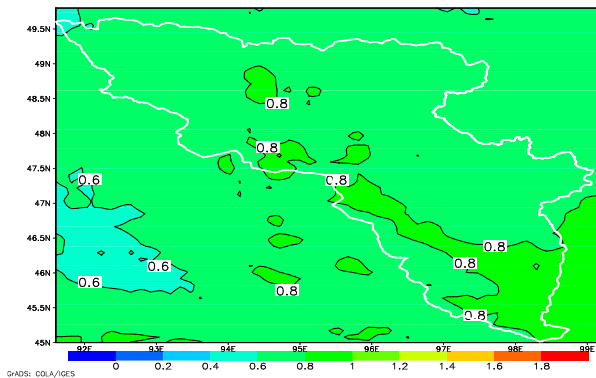 49.5N
49N
0.8
48.5N
48N
0.8
47.5N
0.6
0.8
47N
46.5N
0.8
0.6
0.8
46N
0.6
0.8
45.5N
0.8
45N
92E 93E 94E 95E 96E 97E 98E 99E
0 0.2 0.4 0.6 0.8 1 1.2 1.4 1.6 1.8
GrADS: COLA/IGES